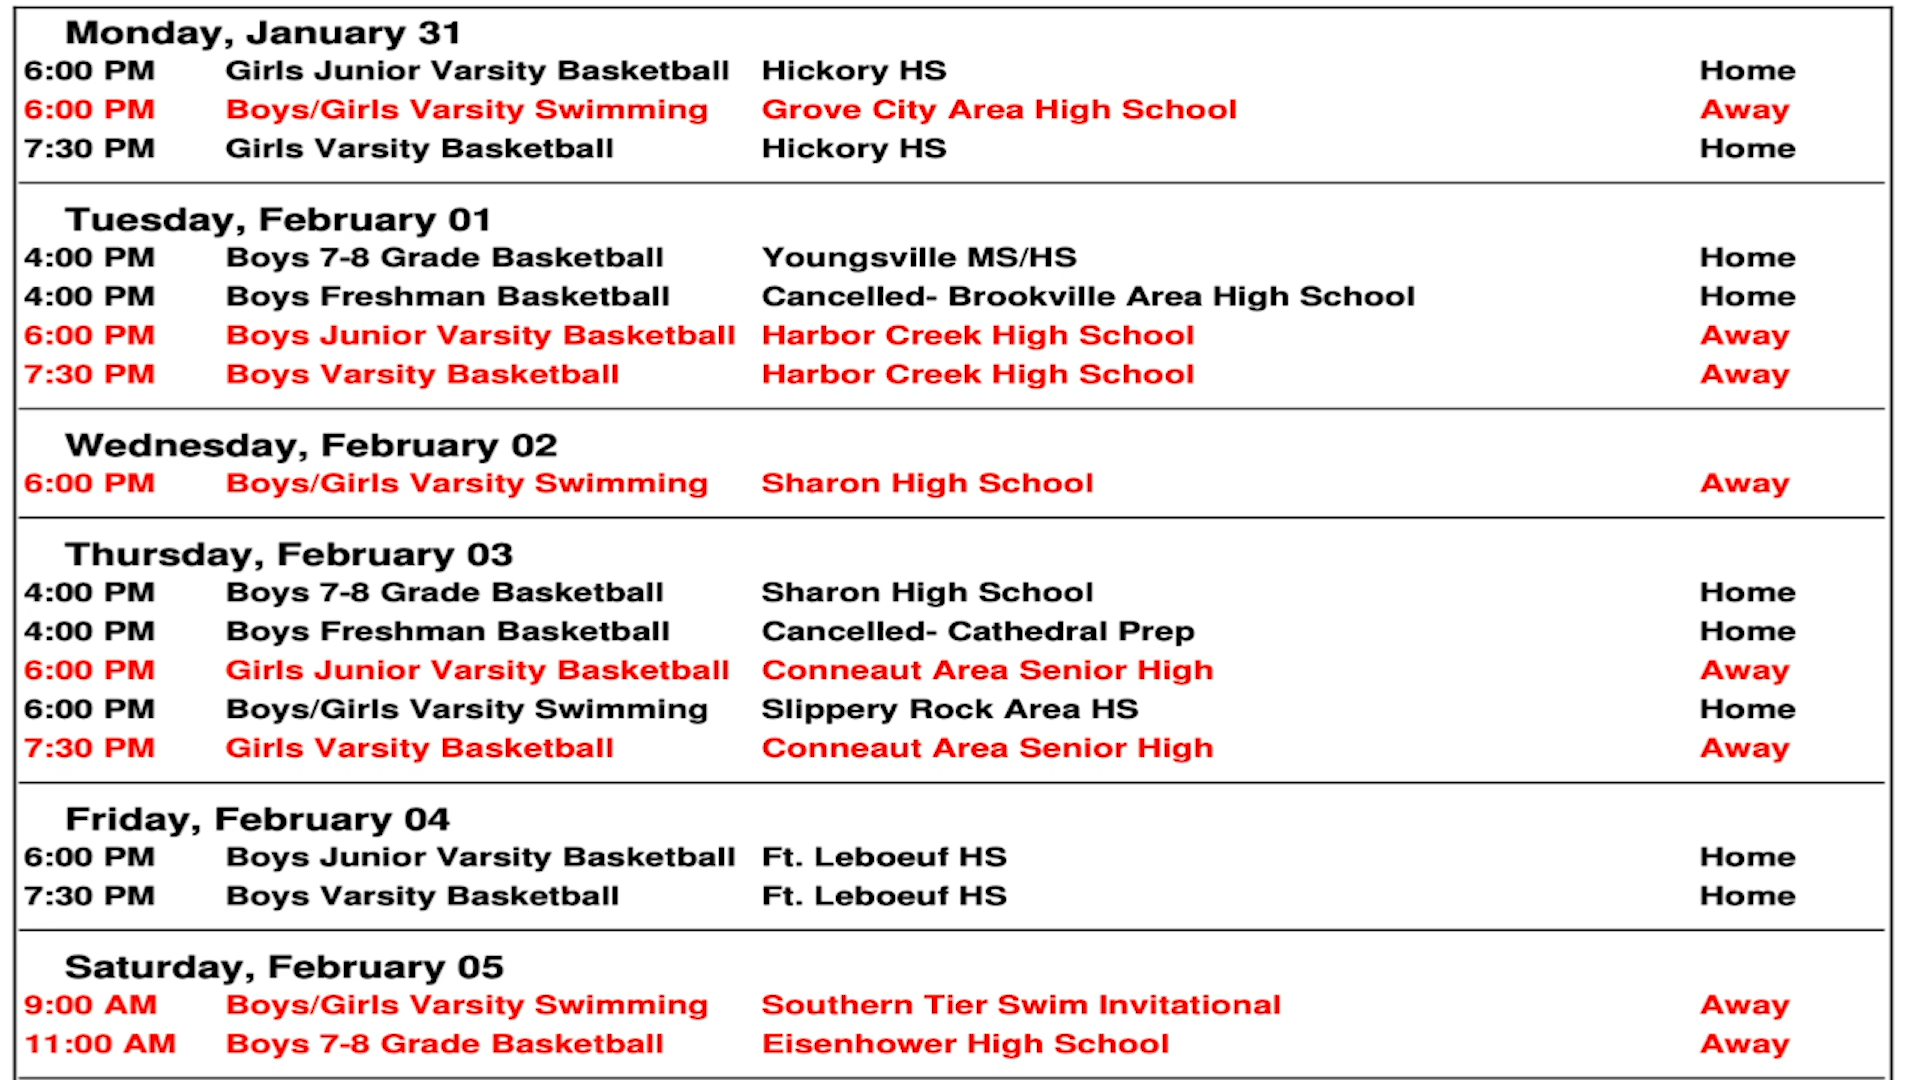 Monday, January 31
6:00 PM Girls Junior Varsity Basketball Hickory HS Home
6:00 PM Boys/Girls Varsity Swimming Grove City Area High School Away
7:30 PM Girls Varsity Basketball Hickory HS Home
Tuesday, February 01
4:00 PM Boys 7-8 Grade Basketball Youngsville MS/HS Home
4:00 PM Boys Freshman Basketball Cancelled- Brookville Area High School Home
6:00 PM Boys Junior Varsity Basketball Harbor Creek High School Away
7:30 PM Boys Varsity Basketball Harbor Creek High School Away
Wednesday, February 02
6:00 PM Boys/Girls Varsity Swimming Sharon High School Away
Thursday, February 03
4:00 PM Boys 7-8 Grade Basketball Sharon High School Home
4:00 PM Boys Freshman Basketball Cancelled- Cathedral Prep Home
6:00 PM Girls Junior Varsity Basketball Conneaut Area Senior High Away
6:00 PM Boys/Girls Varsity Swimming Slippery Rock Area HS Home
7:30 PM Girls Varsity Basketball Conneaut Area Senior High Away
Friday, February 04
6:00 PM Boys Junior Varsity Basketball Ft. Leboeuf HS Home
7:30 PM Boys Varsity Basketball Ft. Leboeuf HS Home
Saturday, February 05
9:00 AM Boys/Girls Varsity Swimming Southern Tier Swim Invitational Away
11:00 AM Boys 7-8 Grade Basketball Eisenhower High School Away